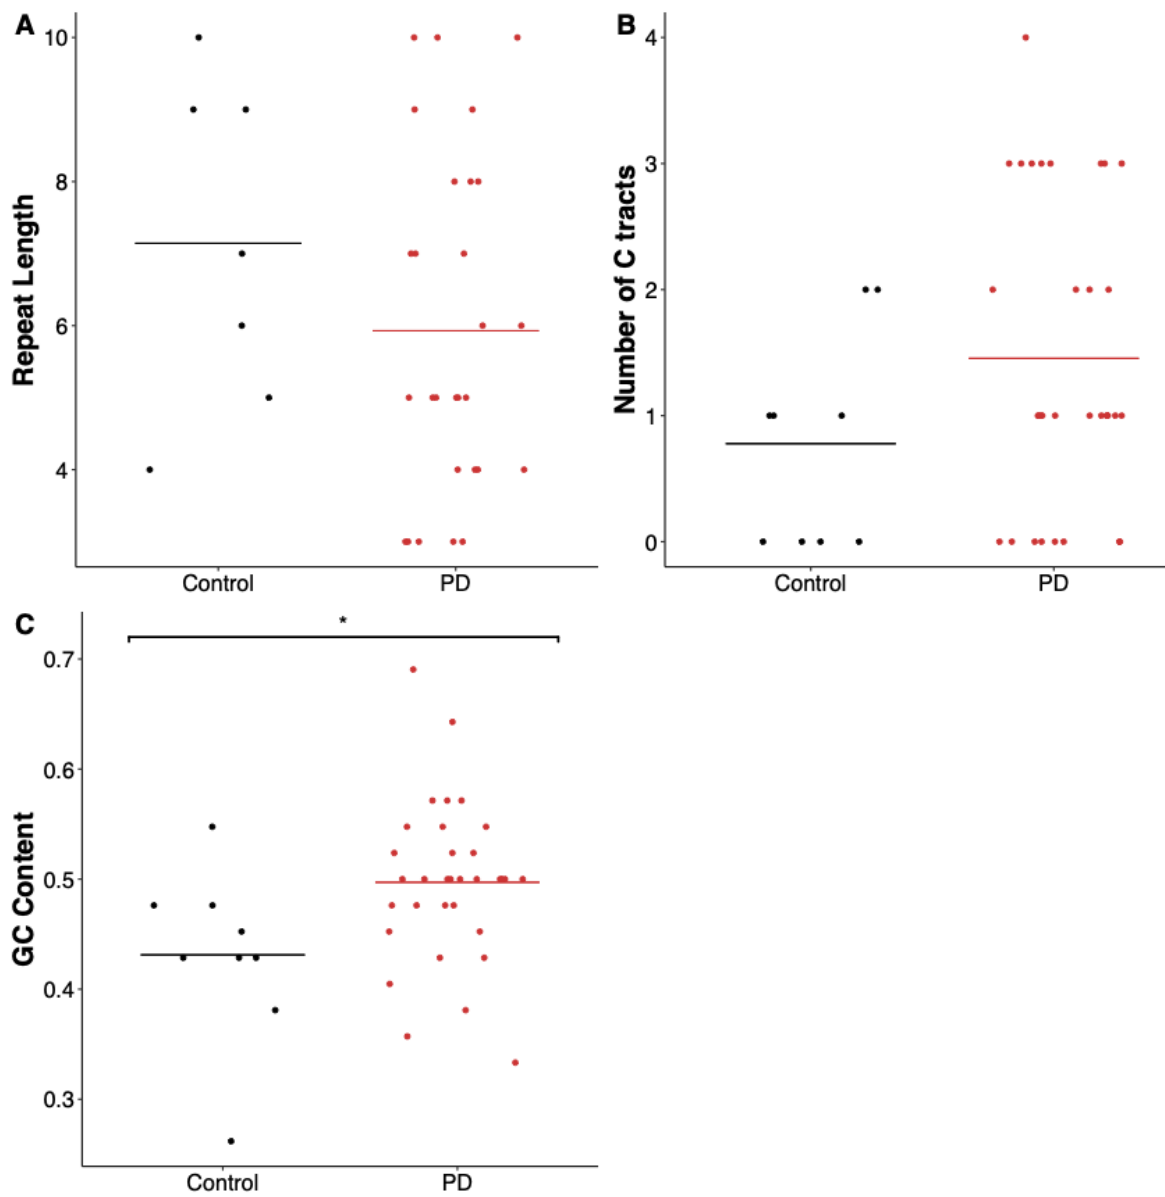 A
Repeat Length
10
8
6
4
Control PD
B
Number of C tracts
4
3
2
1
0
Control PD
C
*
GC Content
0.7
0.6
0.5
0.4
0.3
Control PD